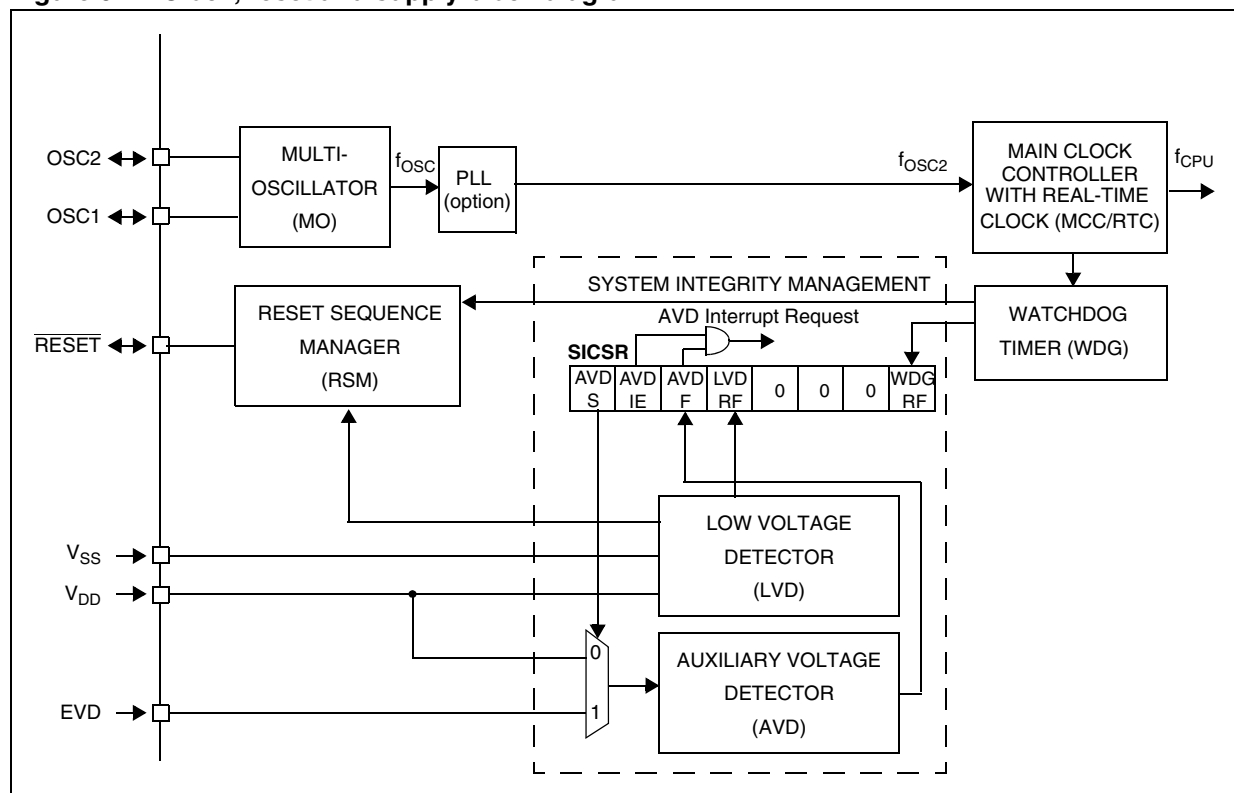 OSC2
OSC1
RESET
VSS
VDD
EVD
MULTI-
OSCILLATOR
(MO)
fOSC
PLL
(option)
fOSC2
MAIN CLOCK
CONTROLLER
WITH REAL-TIME
CLOCK (MCC/RTC)
fCPU
RESET SEQUENCE
MANAGER
(RSM)
SYSTEM INTEGRITY MANAGEMENT
AVD Interrupt Request
WATCHDOG
TIMER (WDG)
SICSR
AVD S
AVD IE
AVD F
LVD RF
0
0
0
WDG RF
LOW VOLTAGE
DETECTOR
(LVD)
0
1
AUXILIARY VOLTAGE
DETECTOR
(AVD)